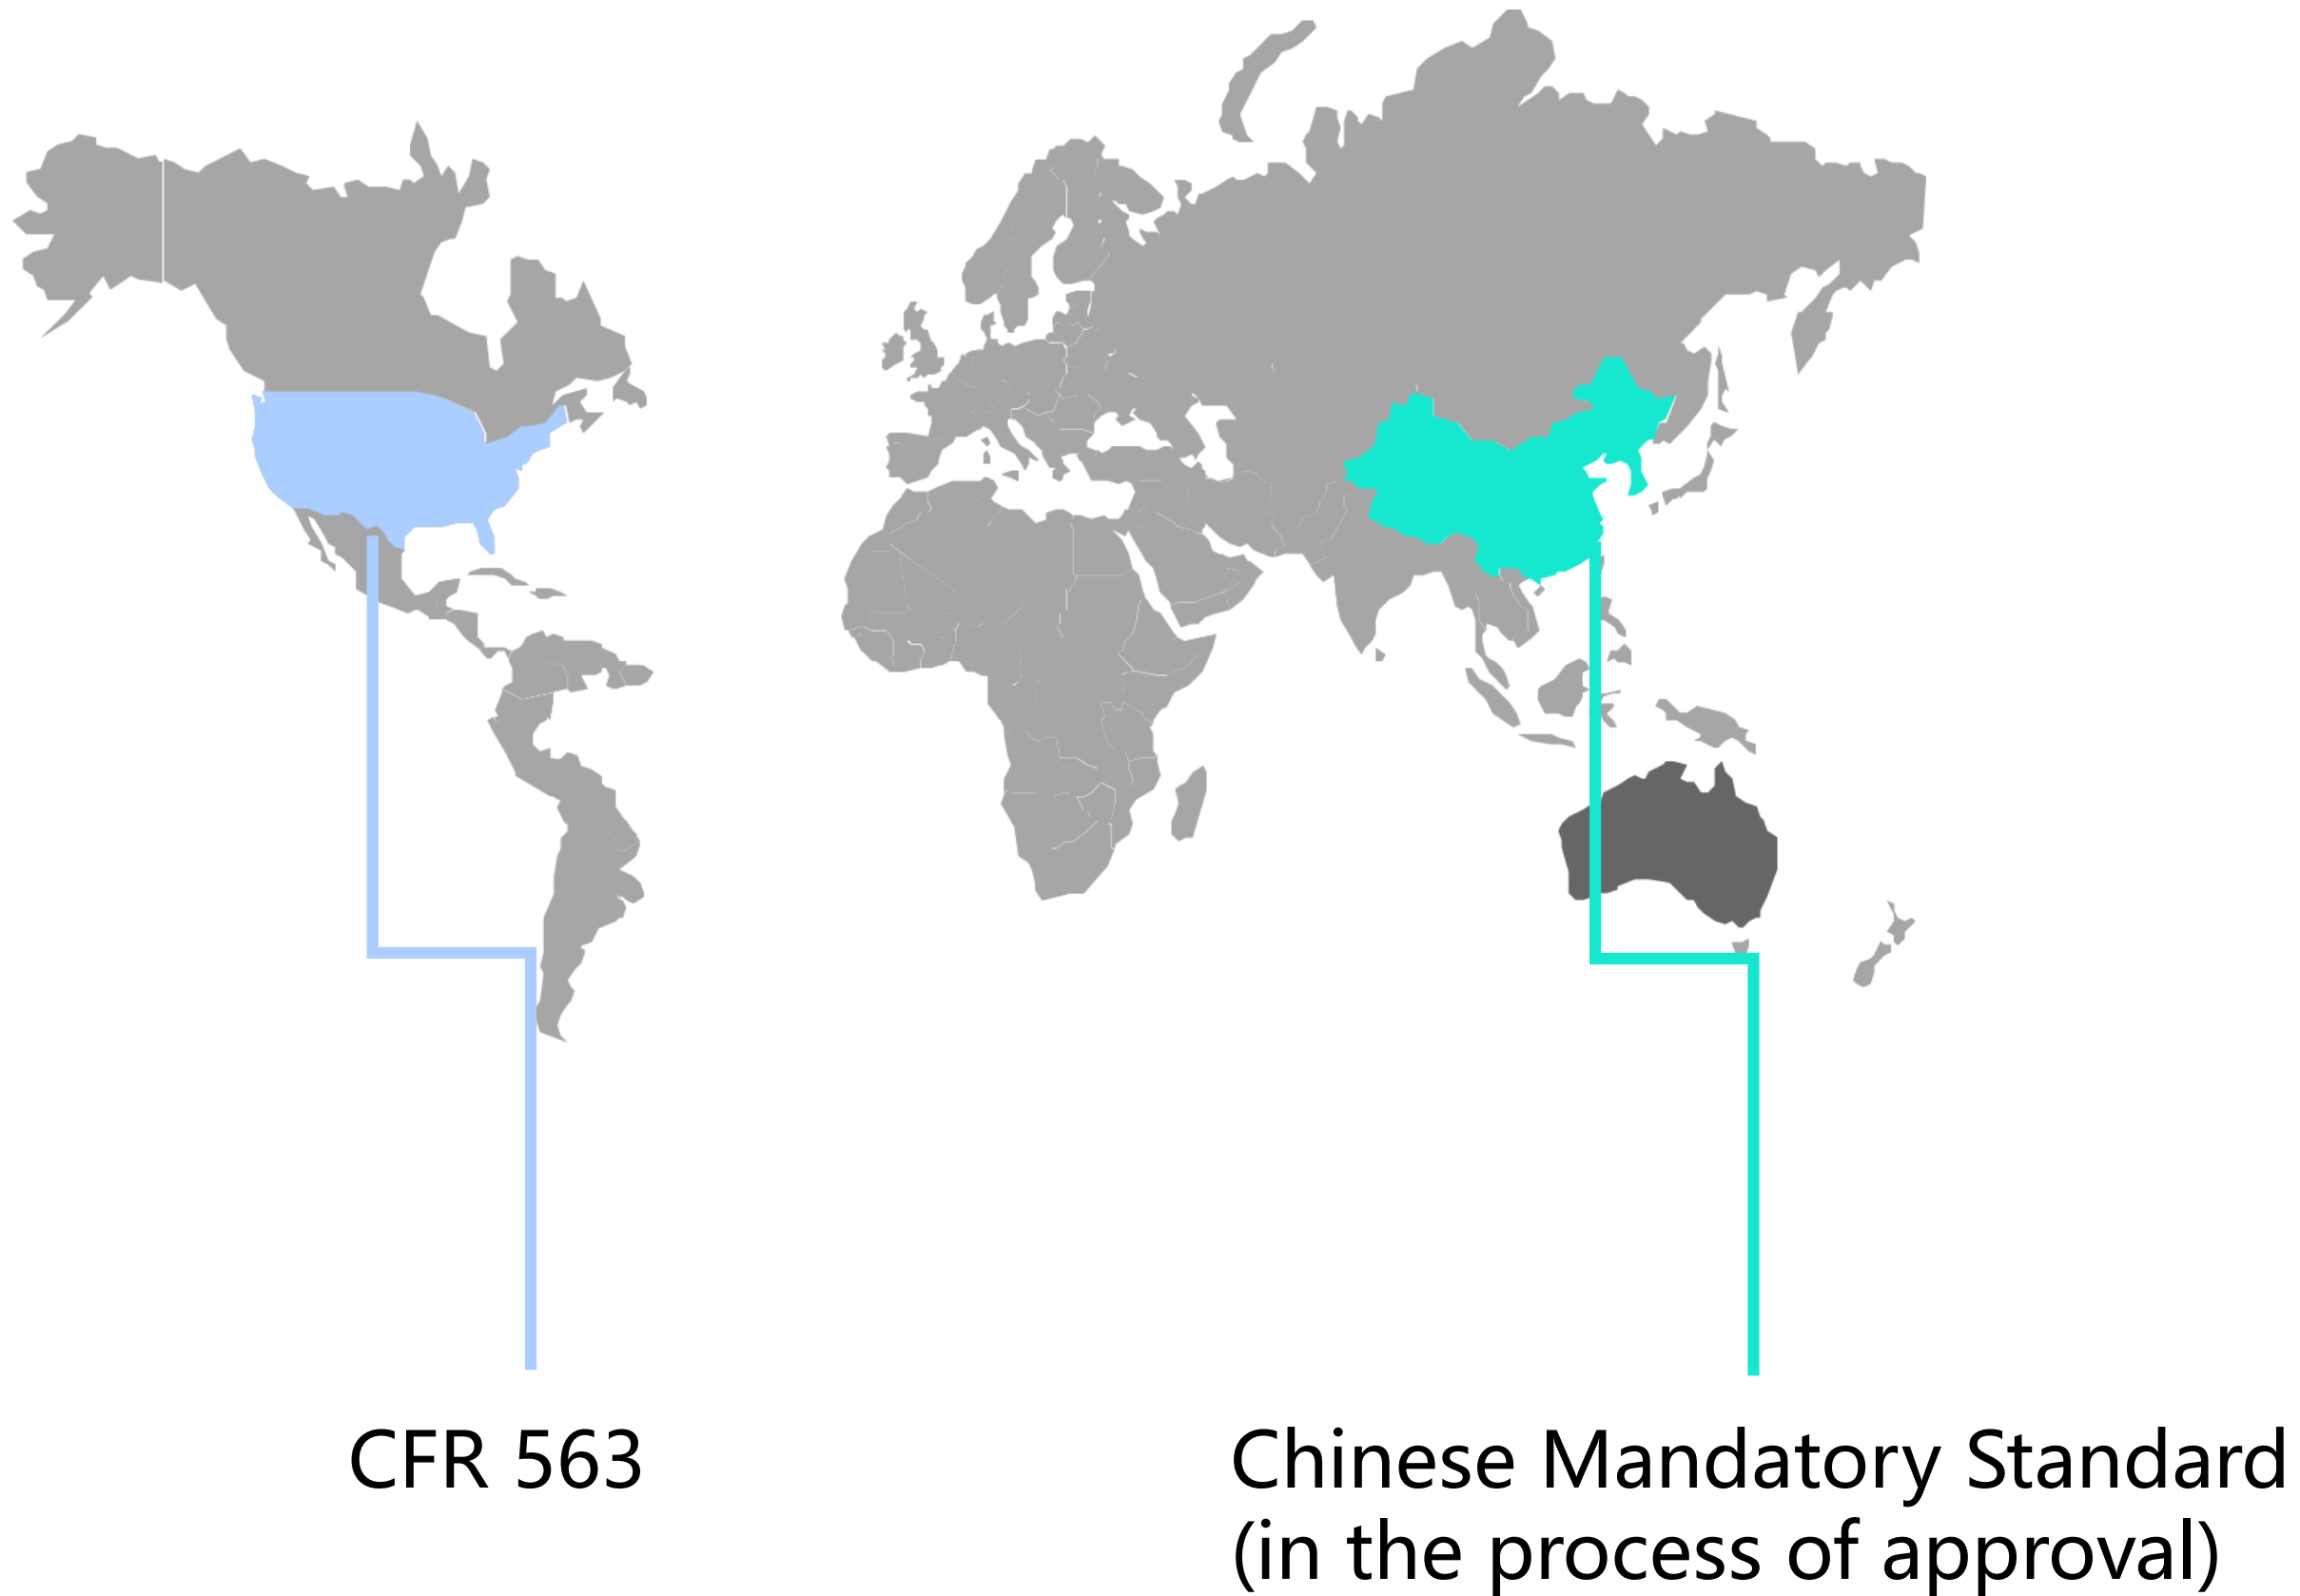 CFR 563
Chinese Mandatory Standard
(in the process of approval)